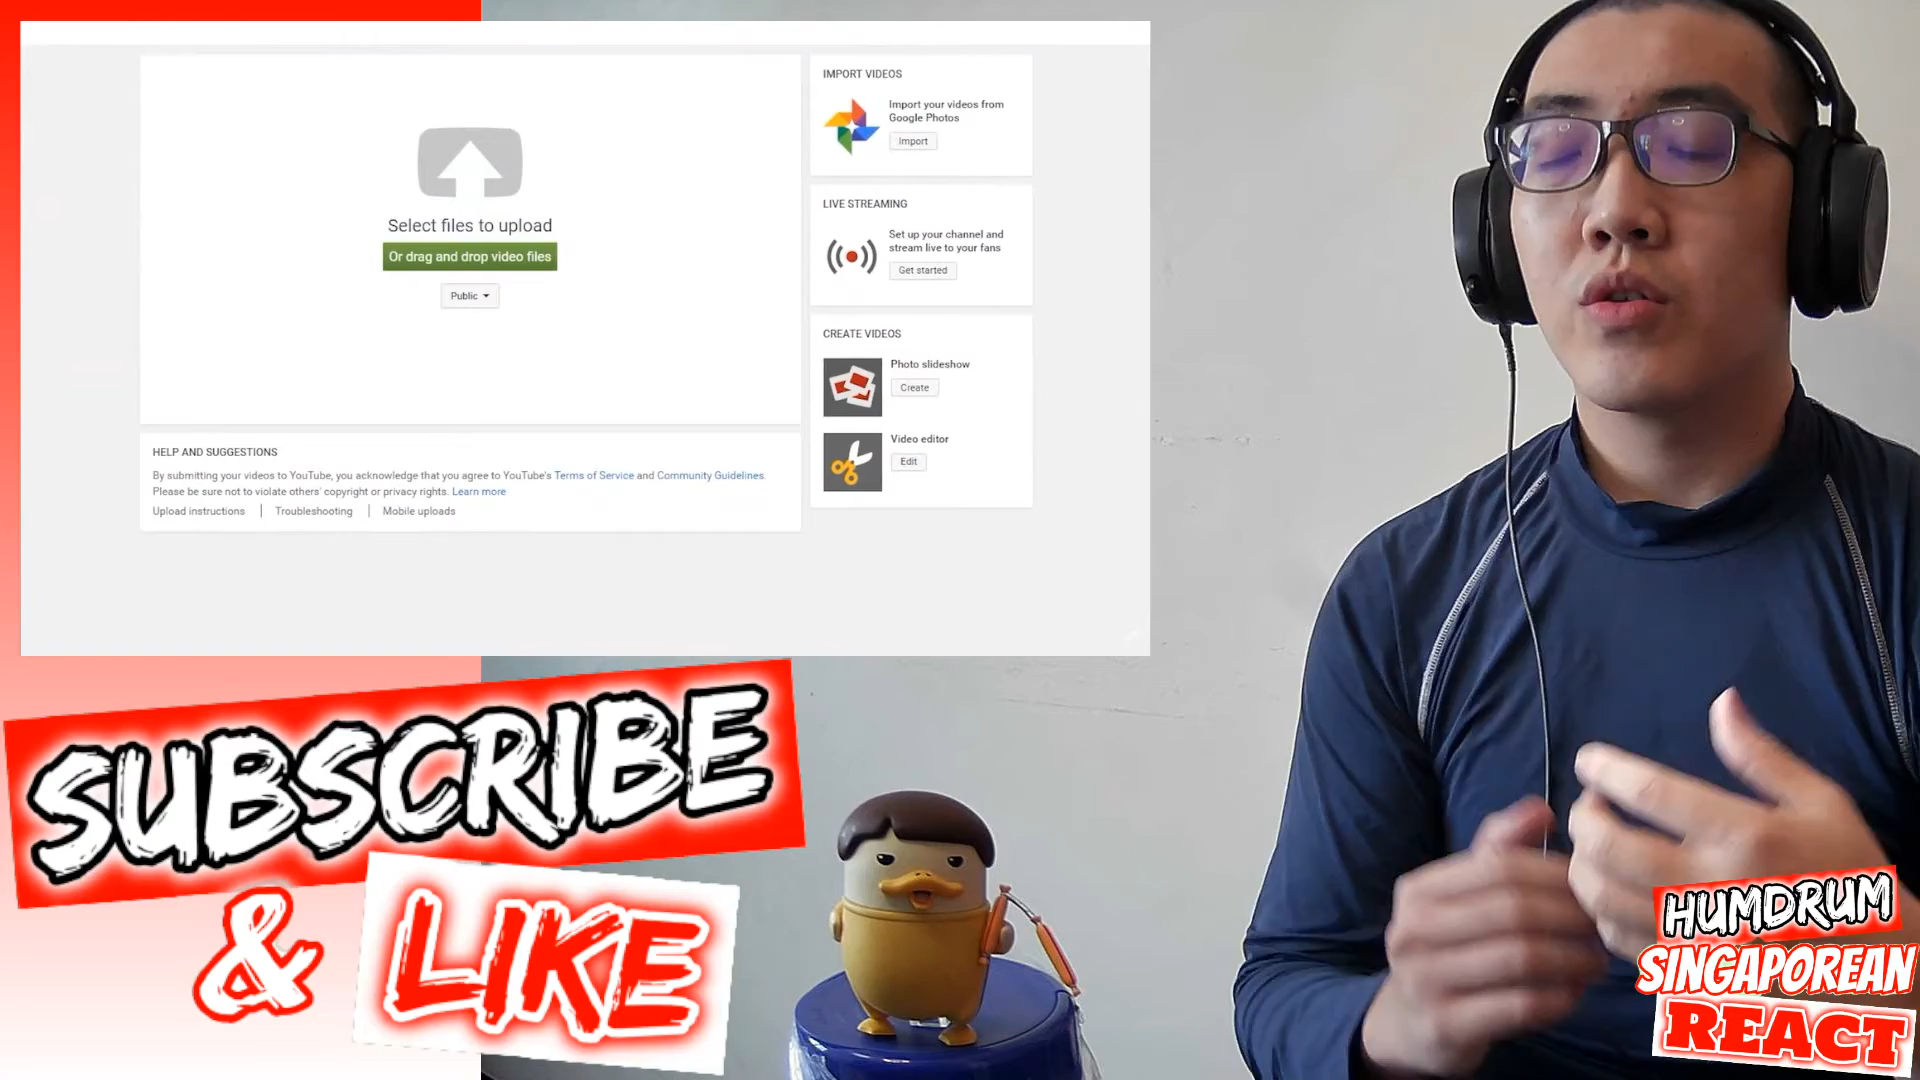 Select files to upload
Or drag and drop video files
Public
HELP AND SUGGESTIONS
By submitting your videos to YouTube, you acknowledge that you agree to YouTube's Terms of Service and Community Guidelines.
Please be sure not to violate others' copyright or privacy rights. Learn more
Upload instructions
Troubleshooting
Mobile uploads
IMPORT VIDEOS
Import your videos from
Google Photos
Import
LIVE STREAMING
Set up your channel and
stream live to your fans
Get started
CREATE VIDEOS
Photo slideshow
Create
Video editor
Edit
SUBSCRIBE
&
LIKE
HUMDRUM
SINGAPOREAN
REACT